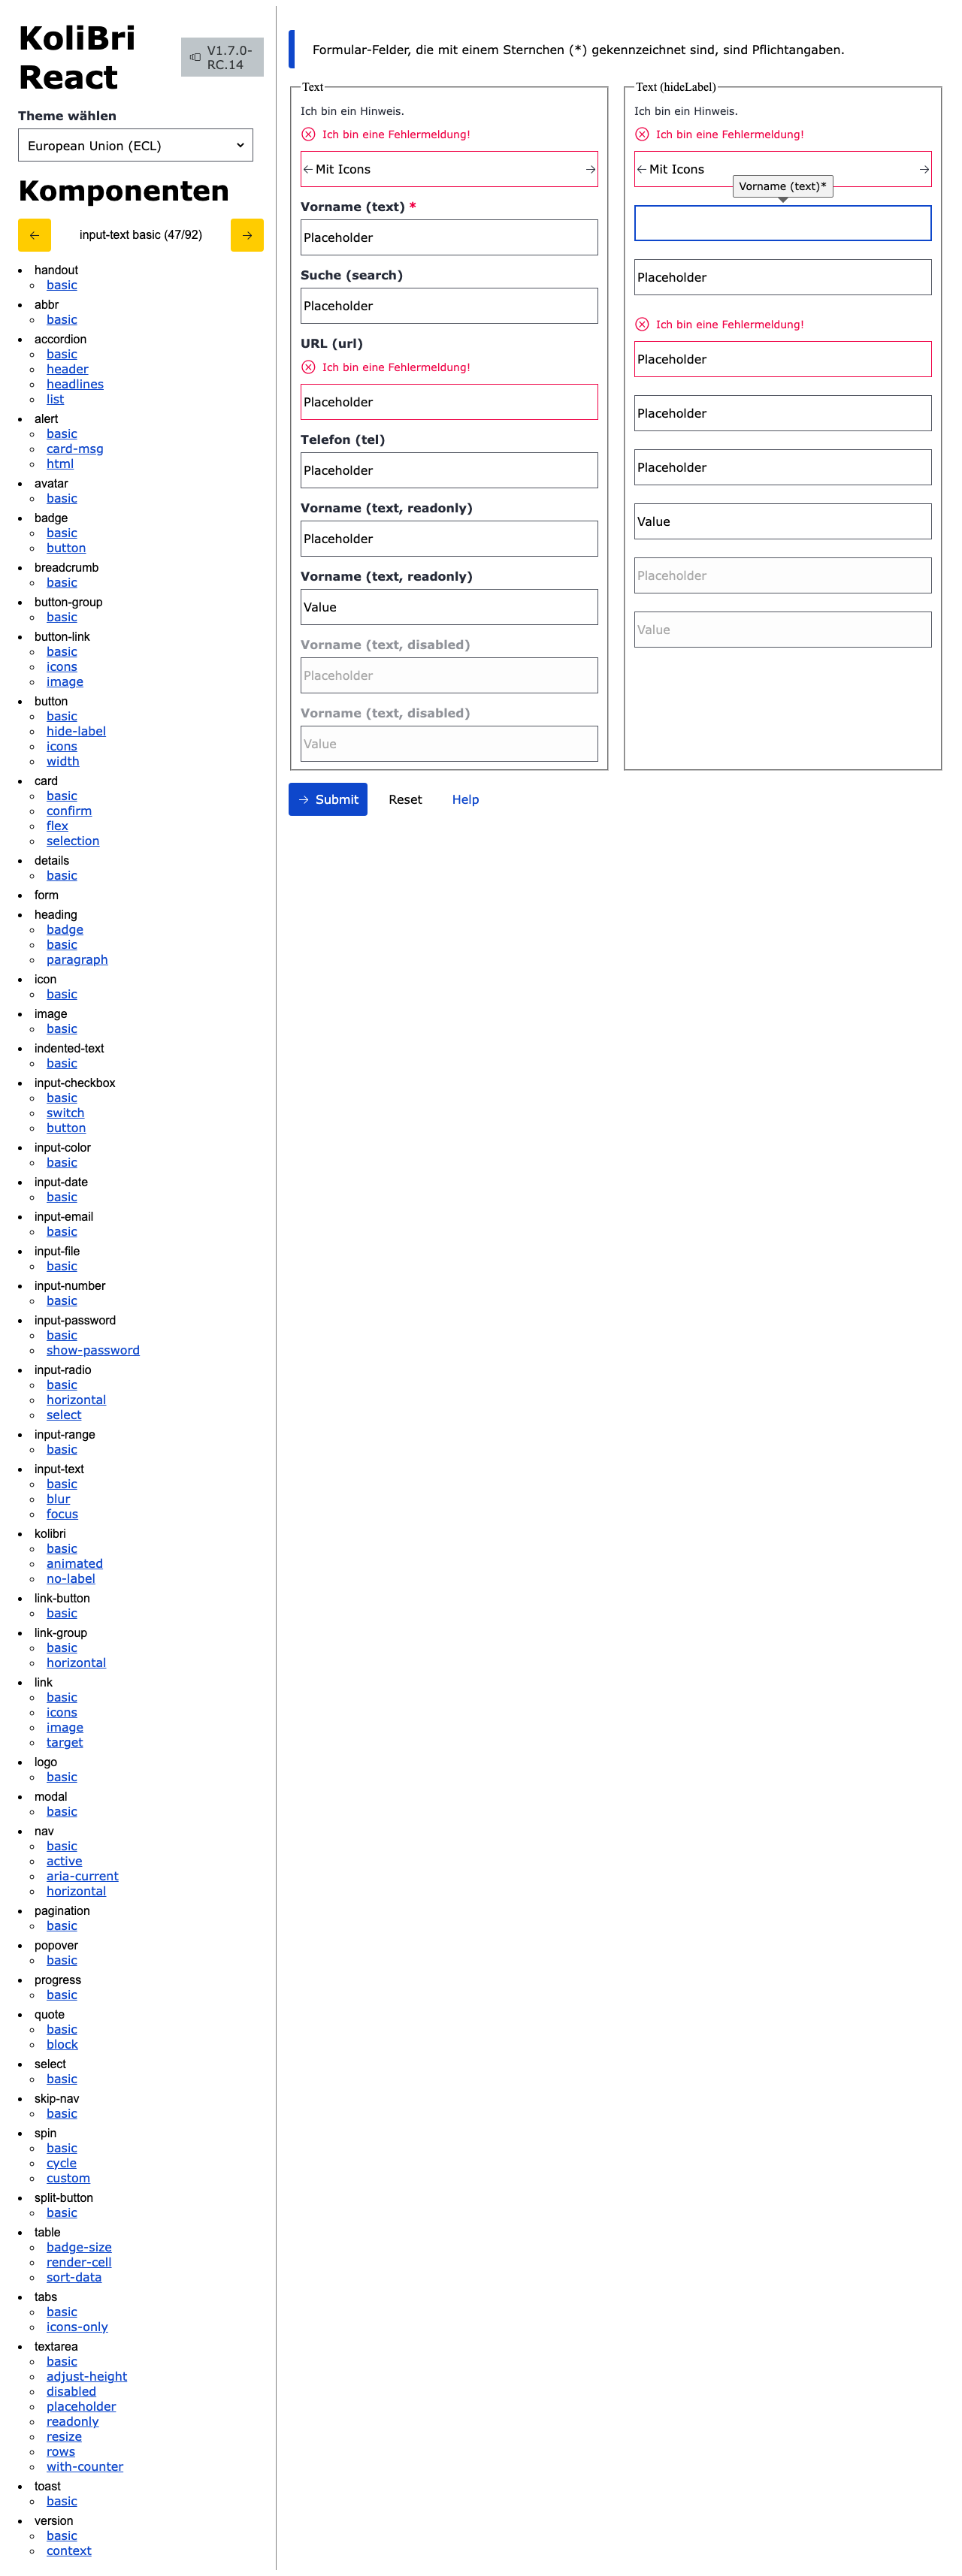 KoliBri
React
V1.7.0-
RC.14
Theme wählen
European Union (ECL)
Komponenten
input-text basic (47/92)
handout
basic
abbr
basic
accordion
basic
header
headlines
list
alert
basic
card-msg
html
avatar
basic
badge
basic
button
breadcrumb
basic
button-group
basic
button-link
basic
icons
image
button
basic
hide-label
icons
width
card
basic
confirm
flex
selection
details
basic
form
heading
badge
basic
paragraph
icon
basic
image
basic
indented-text
basic
input-checkbox
basic
switch
button
input-color
basic
input-date
basic
input-email
basic
input-file
basic
input-number
basic
input-password
basic
show-password
input-radio
basic
horizontal
select
input-range
basic
input-text
basic
blur
focus
kolibri
basic
animated
no-label
link-button
basic
link-group
basic
horizontal
link
basic
icons
image
target
logo
basic
modal
basic
nav
basic
active
aria-current
horizontal
pagination
basic
popover
basic
progress
basic
quote
basic
block
select
basic
skip-nav
basic
spin
basic
cycle
custom
split-button
basic
table
badge-size
render-cell
sort-data
tabs
basic
icons-only
textarea
basic
adjust-height
disabled
placeholder
readonly
resize
rows
with-counter
toast
basic
version
basic
context
Formular-Felder, die mit einem Sternchen (*) gekennzeichnet sind, sind Pflichtangaben.
Text
Ich bin ein Hinweis.
Ich bin eine Fehlermeldung!
Mit Icons
Vorname (text) *
Placeholder
Suche (search)
Placeholder
URL (url)
Ich bin eine Fehlermeldung!
Placeholder
Telefon (tel)
Placeholder
Vorname (text, readonly)
Placeholder
Vorname (text, readonly)
Value
Vorname (text, disabled)
Placeholder
Vorname (text, disabled)
Value
Text (hideLabel)
Ich bin ein Hinweis.
Ich bin eine Fehlermeldung!
Mit Icons
Vorname (text)*
Placeholder
Ich bin eine Fehlermeldung!
Placeholder
Placeholder
Placeholder
Value
Placeholder
Value
Submit
Reset
Help